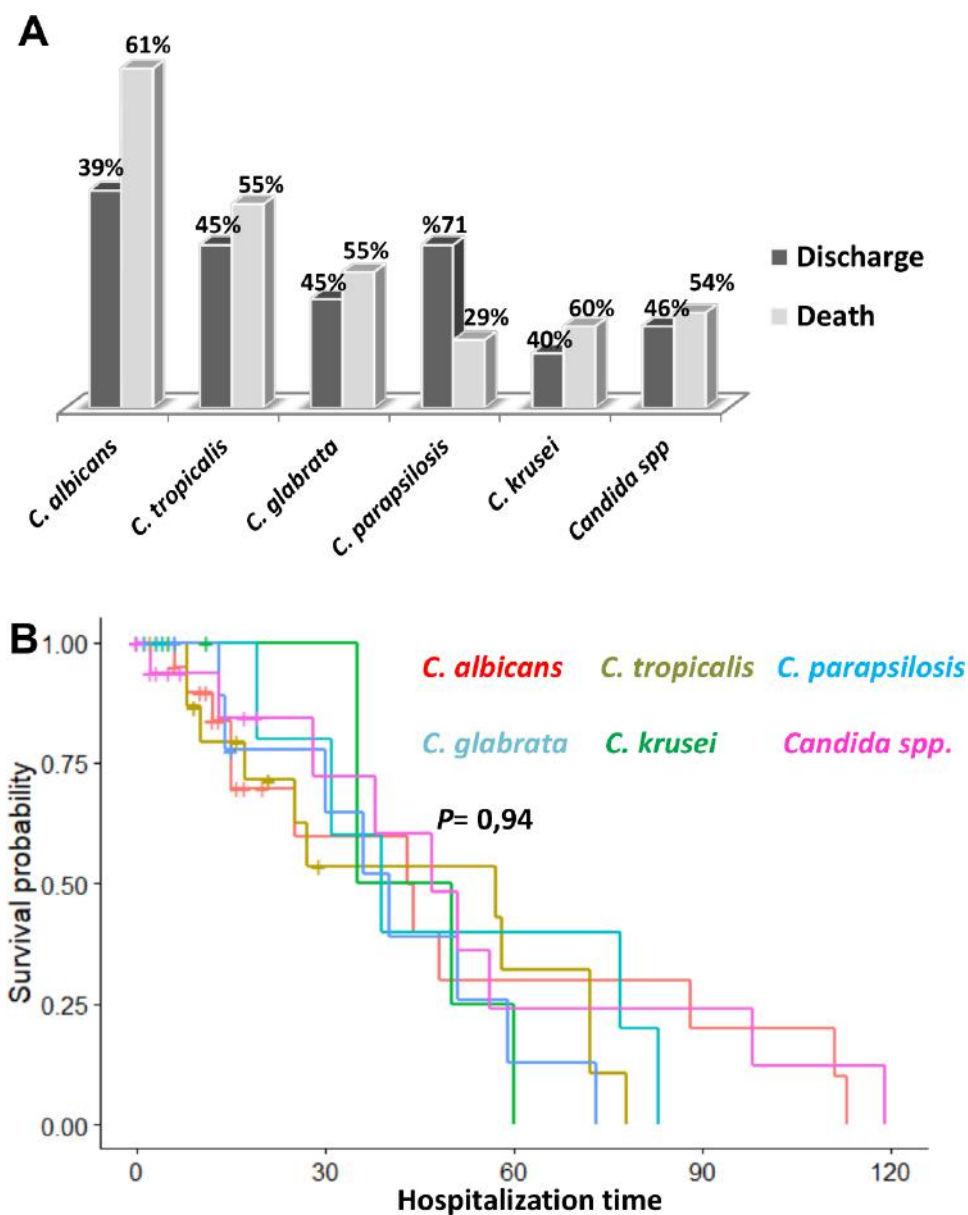 A
61%
39%
45%
55%
45%
55%
%71
29%
40%
60%
46%
54%
Discharge
Death
C. albicans
C. tropicalis
C. glabrata
C. parapsilosis
C. krusei
Candida spp
B
Survival probability
1.00
0.75
0.50
0.25
0.00
C. albicans C. tropicalis C. parapsilosis
C. glabrata C. krusei Candida spp.
P= 0,94
0 30 60 90 120
Hospitalization time